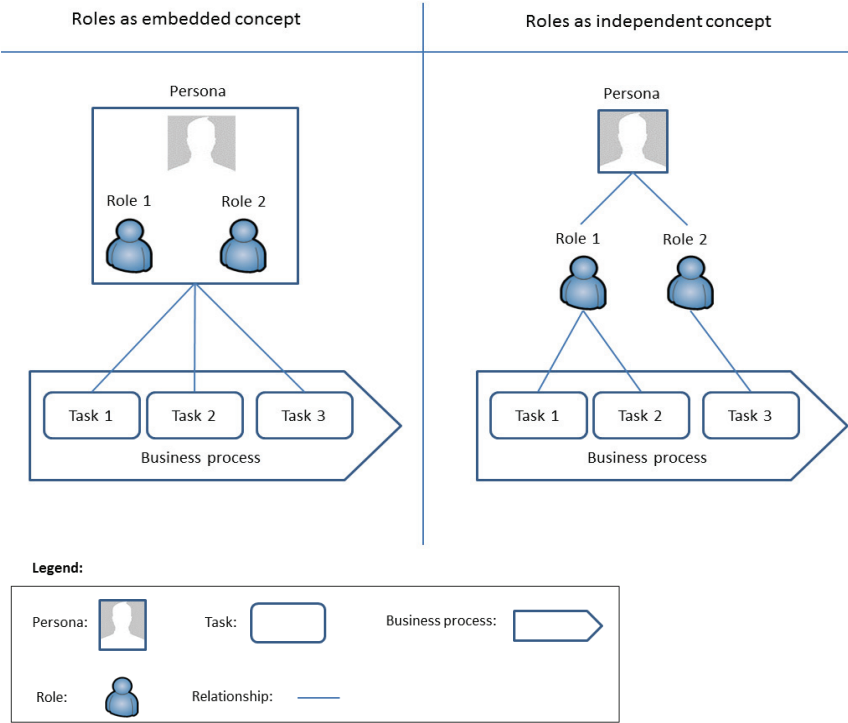 Roles as embedded concept
Roles as independent concept
Persona
Role 1 Role 2
Task 1 Task 2 Task 3
Business process
Persona
Role 1 Role 2
Task 1 Task 2 Task 3
Business process
Legend:
Persona: Task: Business process:
Role: Relationship: